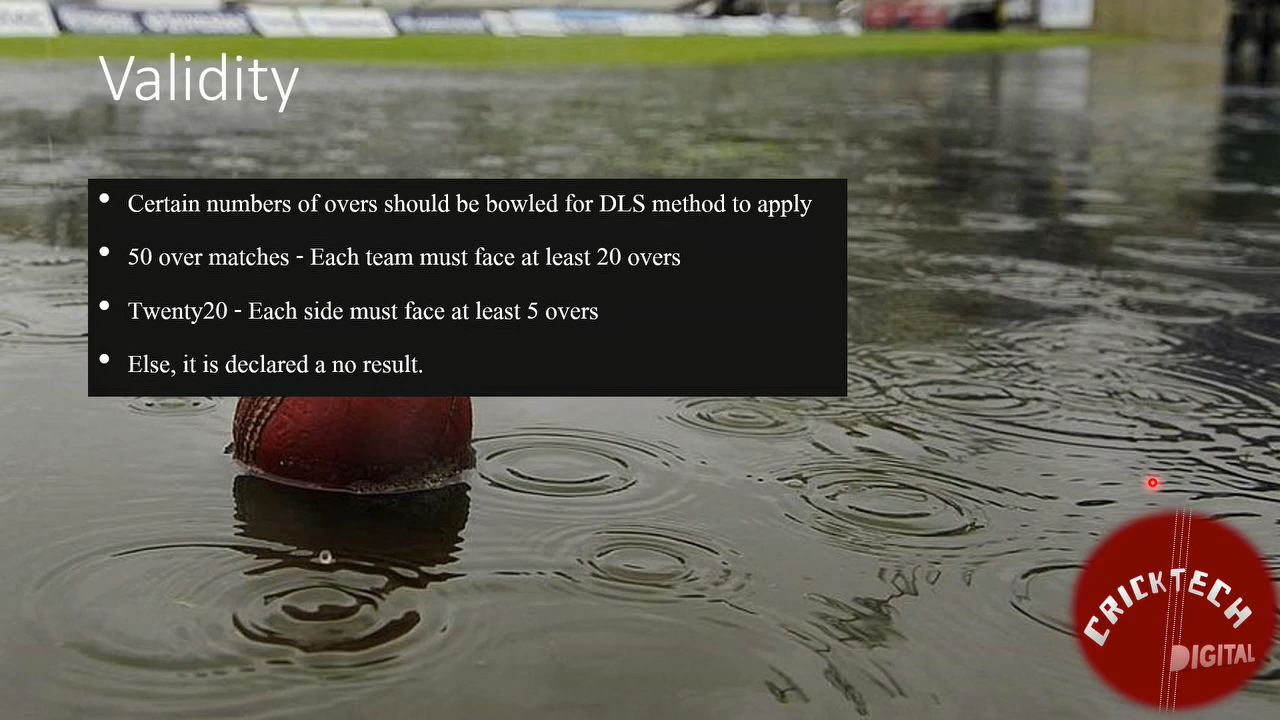 Validity
Certain numbers of overs should be bowled for DLS method to apply
50 over matches - Each team must face at least 20 overs
Twenty20 - Each side must face at least 5 overs
Else, it is declared a no result.
CRICKTECH
DIGITAL